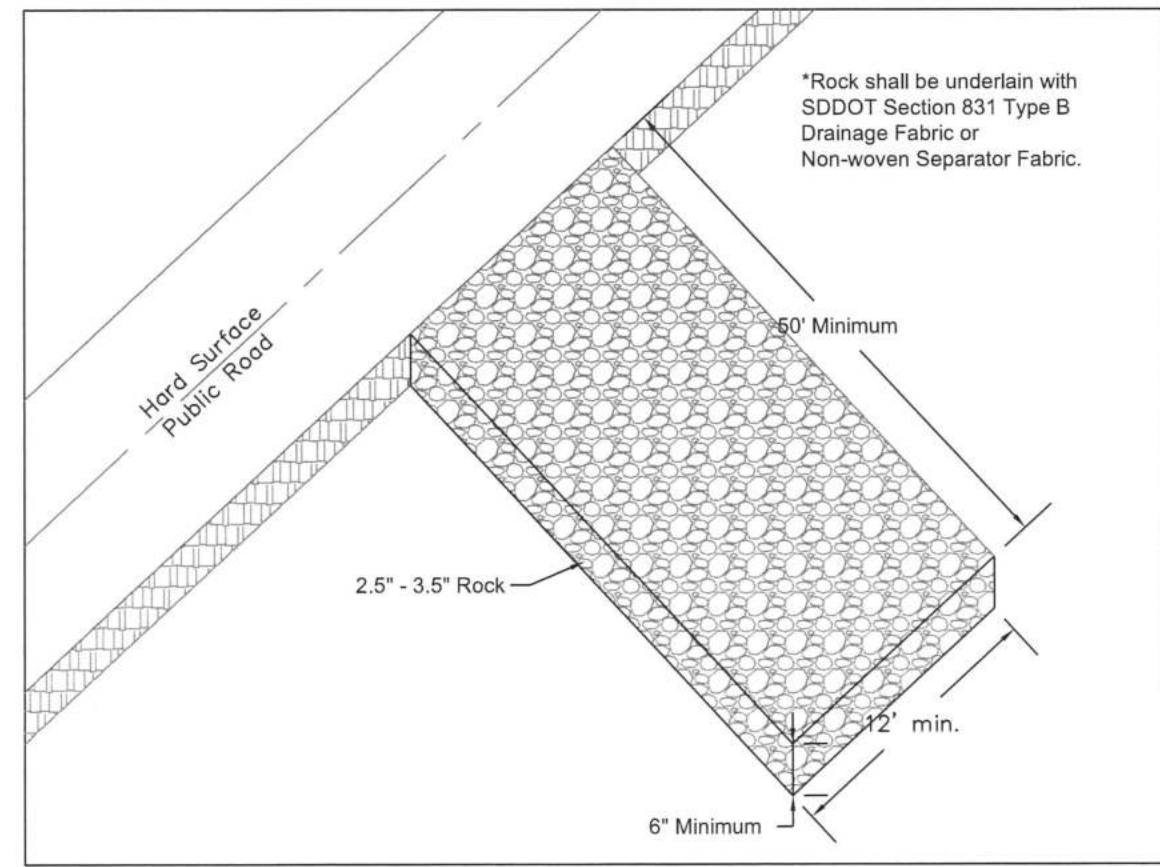 *Rock shall be underlain with
SDDOT Section 831 Type B
Drainage Fabric or
Non-woven Separator Fabric.
50' Minimum
Hard Surface
Public Road
2.5" - 3.5" Rock
12' min.
6" Minimum